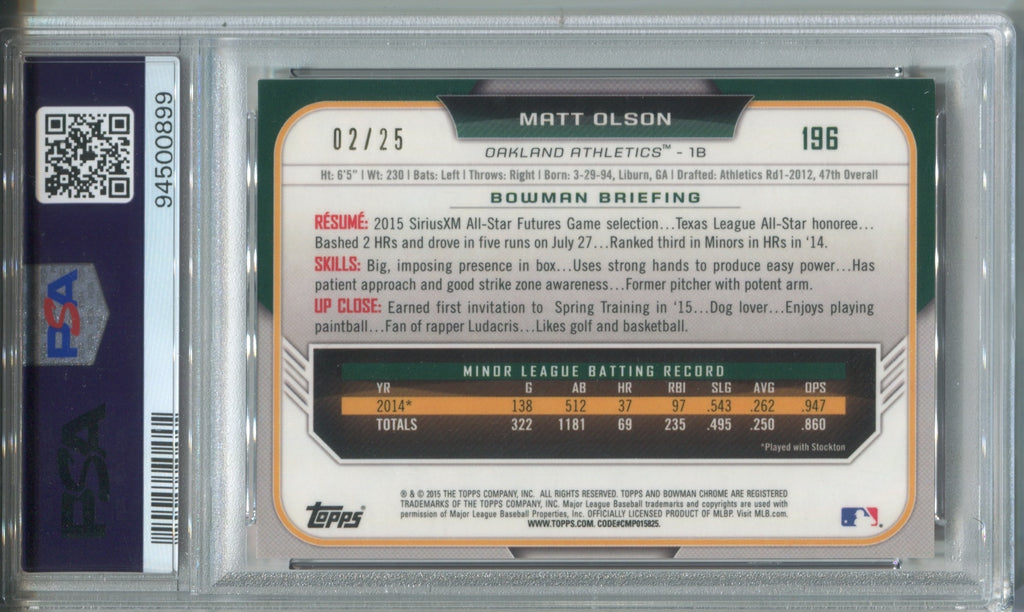 94500899
PSA
PSA
MATT OLSON
02/25
196
OAKLAND ATHLETICS™ - 1B
Ht: 6'5" | Wt: 230 | Bats: Left | Throws: Right | Born: 3-29-94, Liburn, GA | Drafted: Athletics Rd1-2012, 47th Overall
BOWMAN BRIEFING
RÉSUMÉ: 2015 SiriusXM All-Star Futures Game selection...Texas League All-Star honoree...
Bashed 2 HRs and drove in five runs on July 27...Ranked third in Minors in HRs in '14.
SKILLS: Big, imposing presence in box...Uses strong hands to produce easy power...Has
patient approach and good strike zone awareness...Former pitcher with potent arm.
UP CLOSE: Earned first invitation to Spring Training in '15...Dog lover...Enjoys playing
paintball...Fan of rapper Ludacris...Likes golf and basketball.
MINOR LEAGUE BATTING RECORD
YR G AB HR RBI SLG AVG OPS
2014* 138 512 37 97 .543 .262 .947
TOTALS 322 1181 69 235 .495 .250 .860
*Played with Stockton
® & © 2015 THE TOPPS COMPANY, INC. ALL RIGHTS RESERVED. TOPPS AND BOWMAN CHROME ARE REGISTERED
TRADEMARKS OF THE TOPPS COMPANY, INC. Major League Baseball trademarks and copyrights are used with
permission of Major League Baseball Properties, Inc. OFFICIALLY LICENSED PRODUCT OF MLBP. Visit MLB.com.
WWW.TOPPS.COM. CODE#CMP015825.
topps®